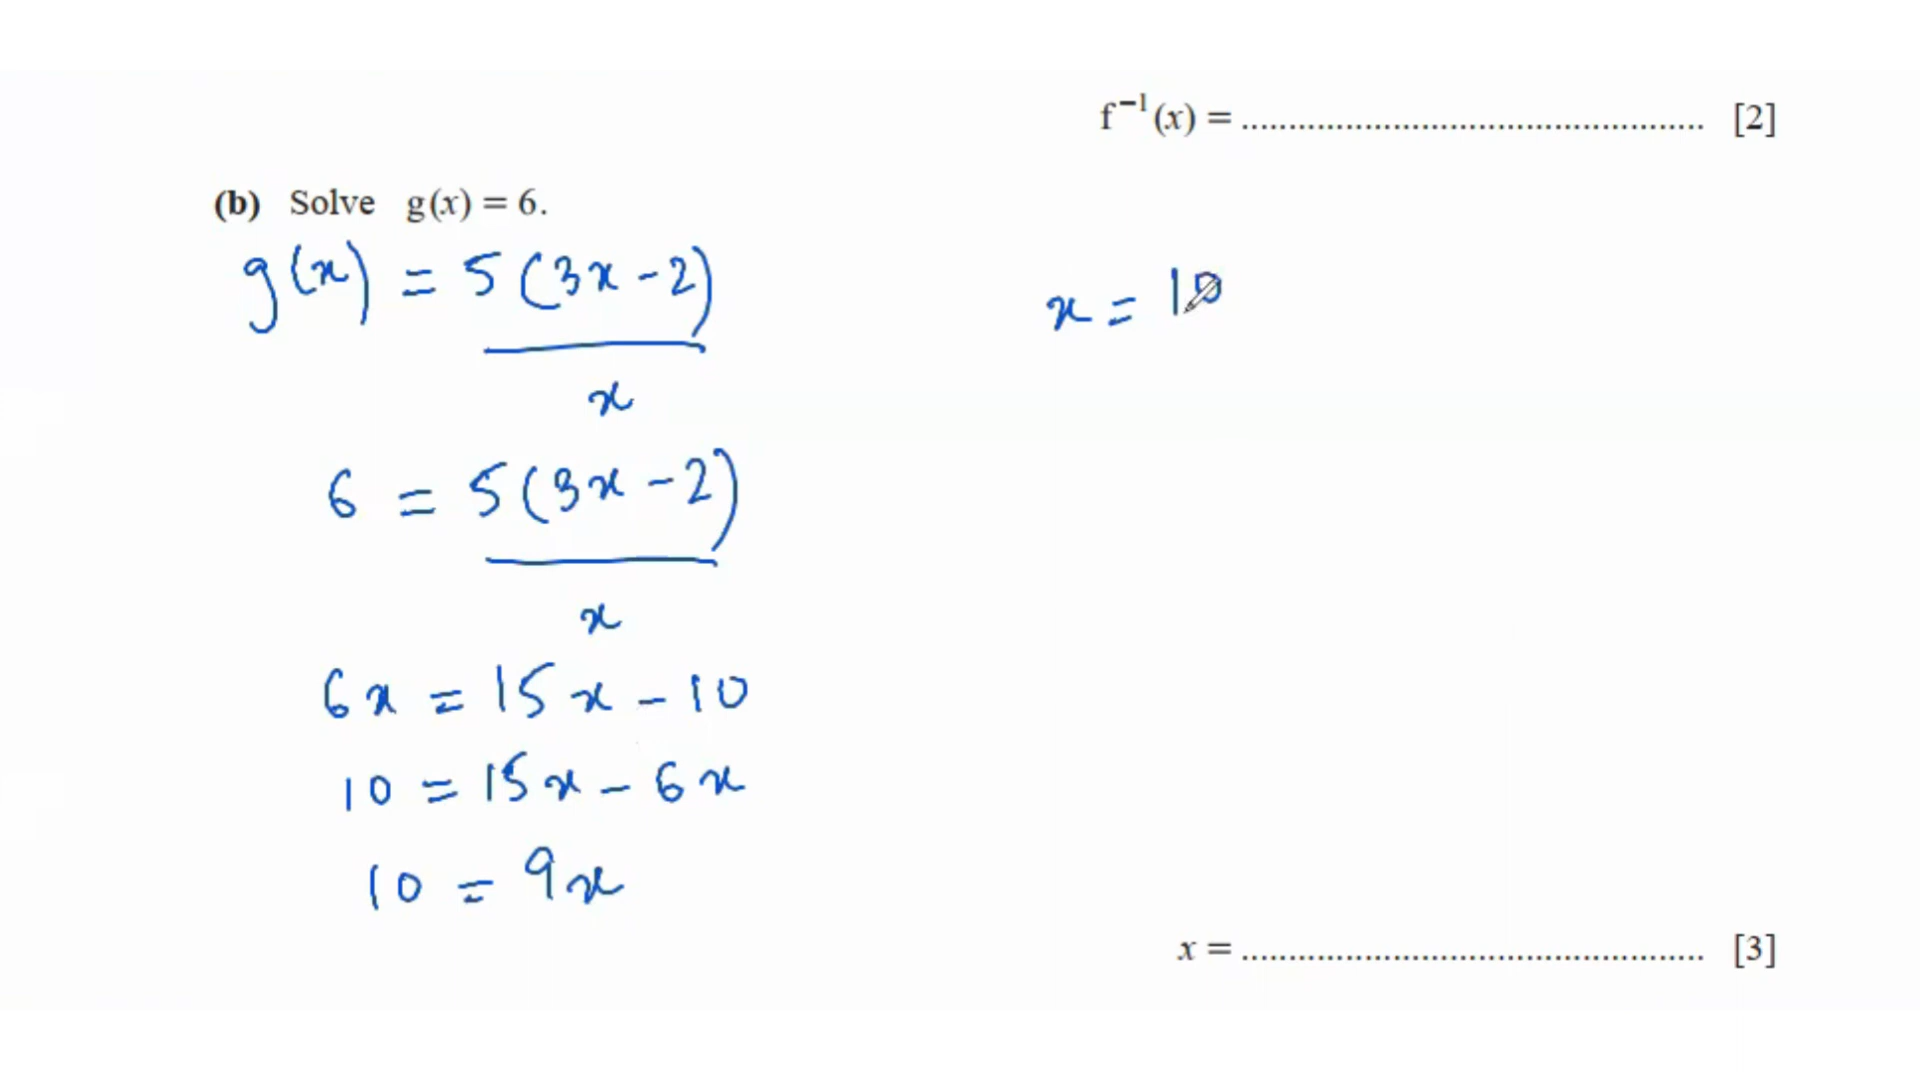 f⁻¹(x) = ................................................ [2]
(b) Solve g(x) = 6.
g(x) = 5(3x - 2)
x
6 = 5(3x - 2)
x
6x = 15x - 10
10 = 15x - 6x
10 = 9x
x = 10
x = ................................................ [3]